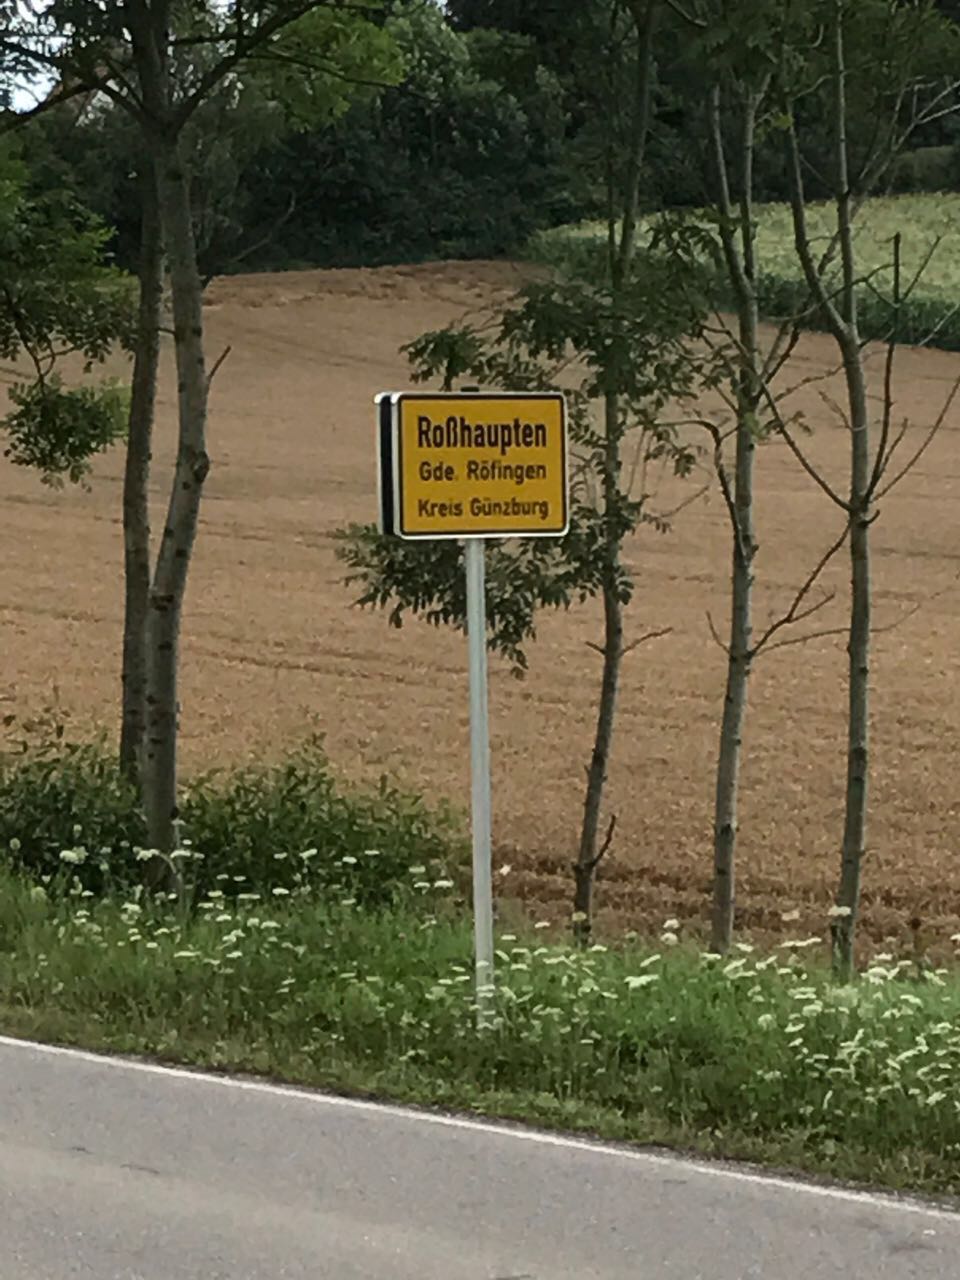 Roßhaupten
Gde. Röfingen
Kreis Günzburg